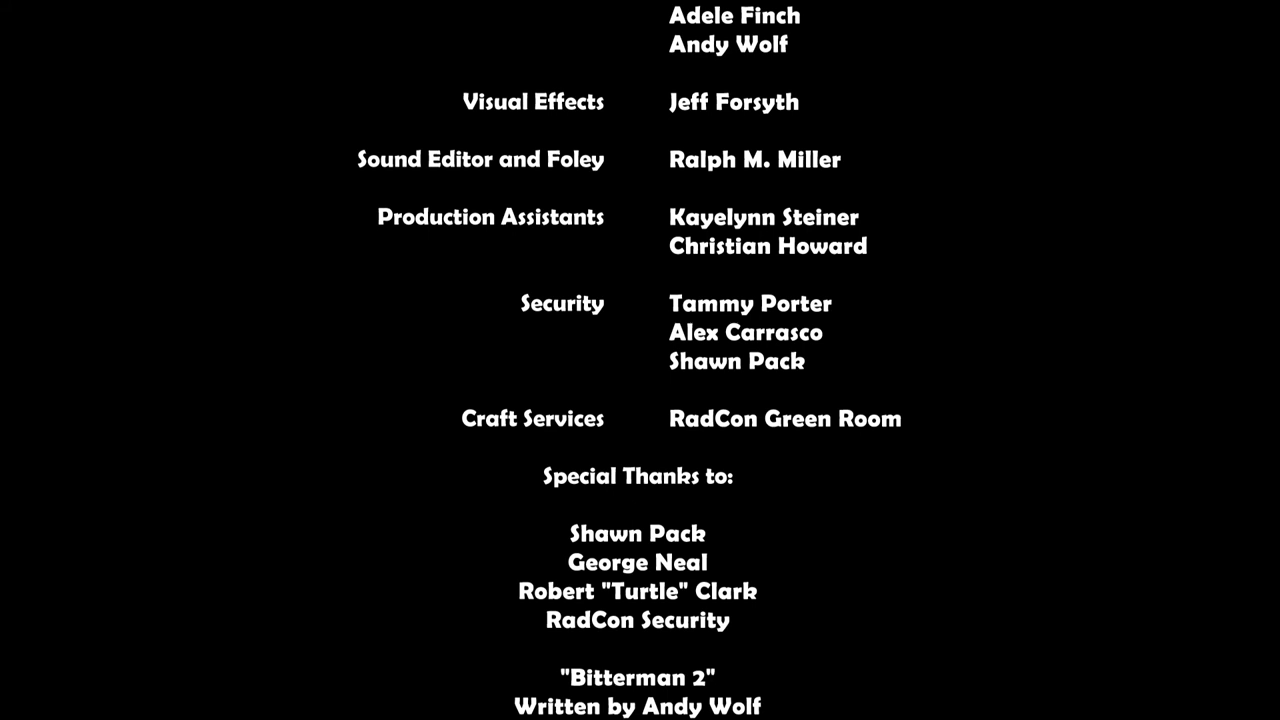 Adele Finch
Andy Wolf
Visual Effects Jeff Forsyth
Sound Editor and Foley Ralph M. Miller
Production Assistants Kayelynn Steiner
Christian Howard
Security Tammy Porter
Alex Carrasco
Shawn Pack
Craft Services RadCon Green Room
Special Thanks to:
Shawn Pack
George Neal
Robert "Turtle" Clark
RadCon Security
"Bitterman 2"
Written by Andy Wolf